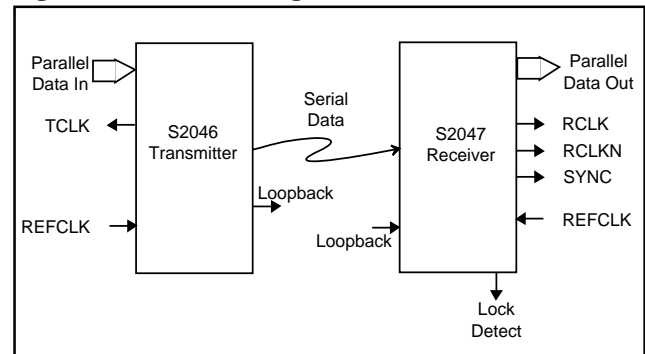 Parallel
Data In
TCLK
REFCLK
S2046
Transmitter
Loopback
Serial
Data
Loopback
S2047
Receiver
Parallel
Data Out
RCLK
RCLKN
SYNC
REFCLK
Lock
Detect